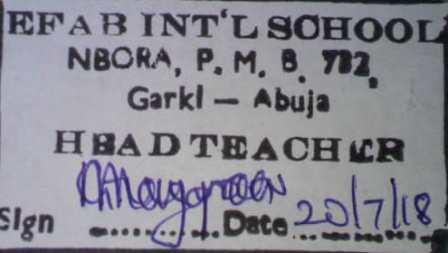 EFAB INT'L SCHOOL
NBORA, P. M. B. 782,
Garki — Abuja
HEAD TEACHER
Sign ............ Date 20/7/18